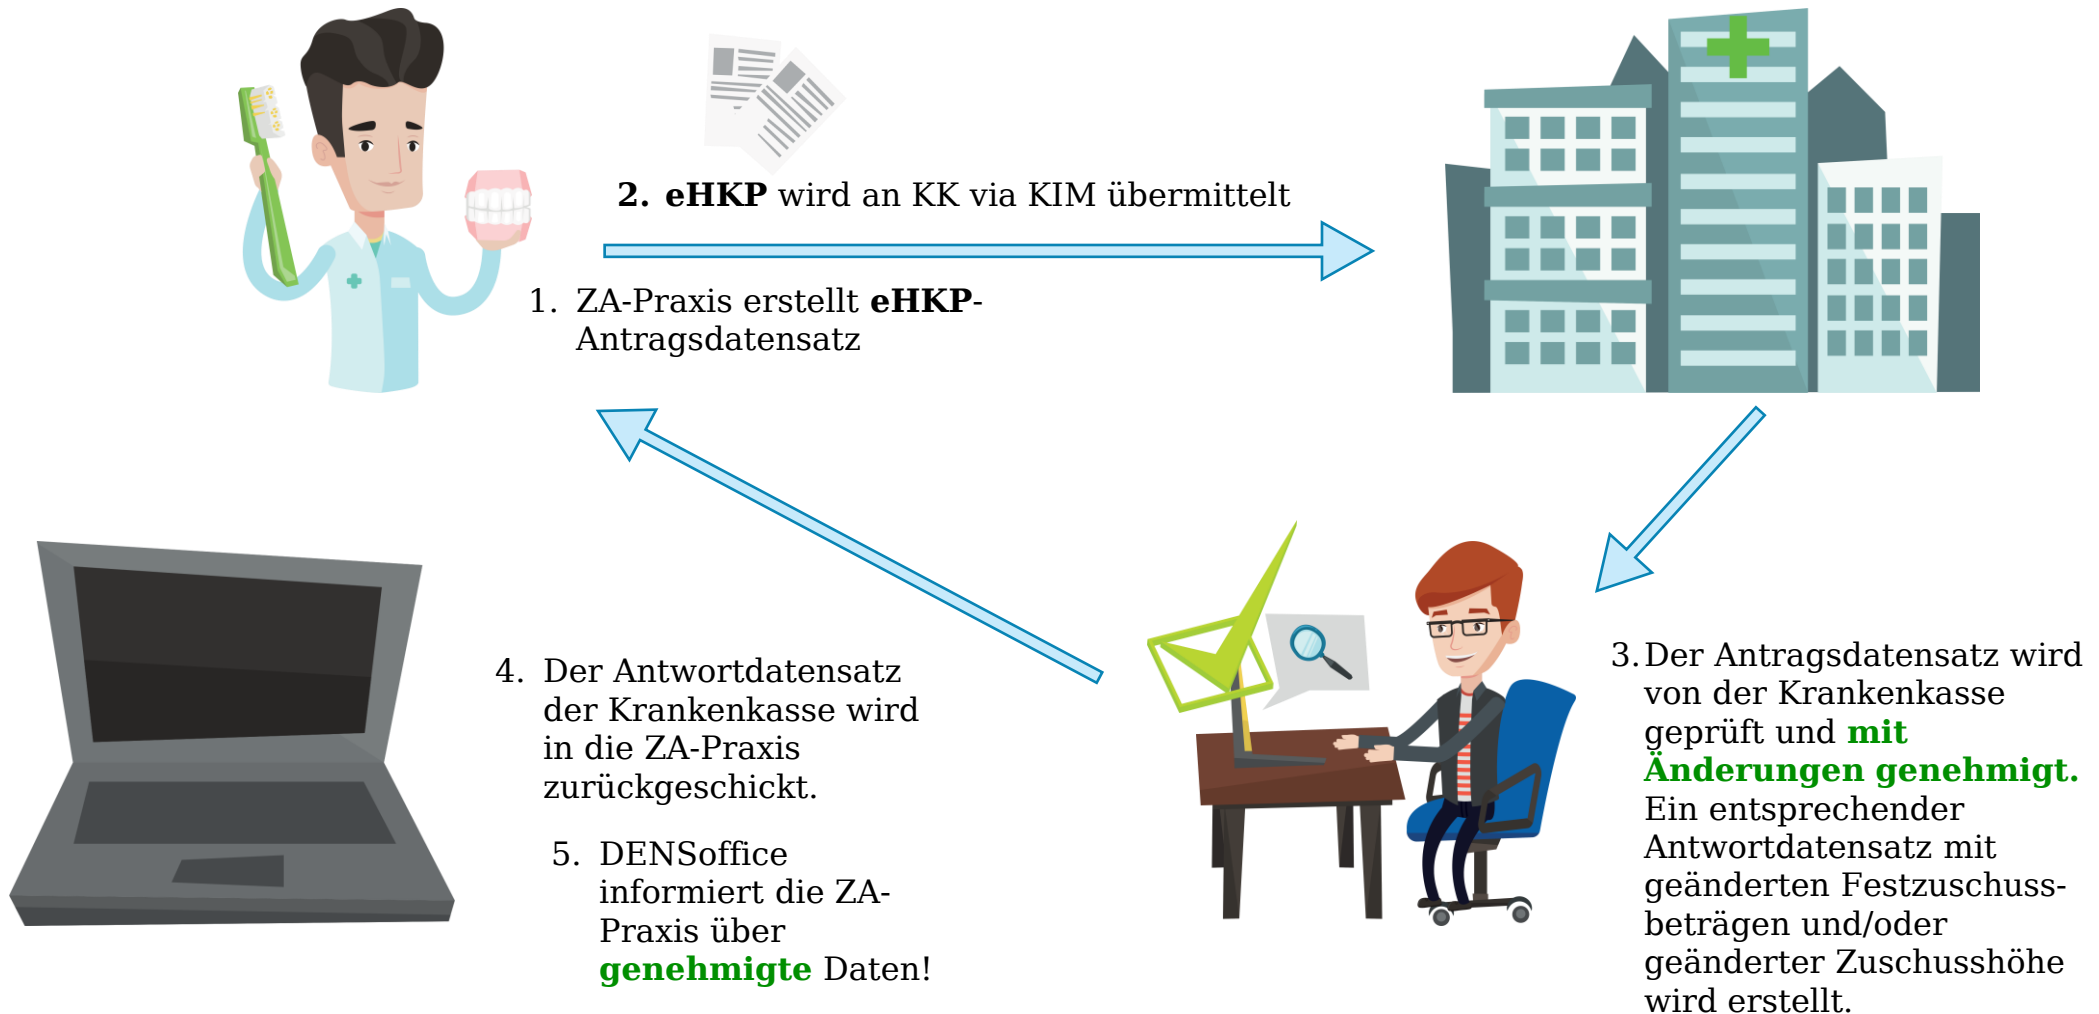 2. eHKP wird an KK via KIM übermittelt
1. ZA-Praxis erstellt eHKP-
Antragsdatensatz
3. Der Antragsdatensatz wird
von der Krankenkasse
geprüft und mit
Änderungen genehmigt.
Ein entsprechender
Antwortdatensatz mit
geänderten Festzuschuss-
beträgen und/oder
geänderter Zuschusshöhe
wird erstellt.
4. Der Antwortdatensatz
der Krankenkasse wird
in die ZA-Praxis
zurückgeschickt.
5. DENSoffice
informiert die ZA-
Praxis über
genehmigte Daten!